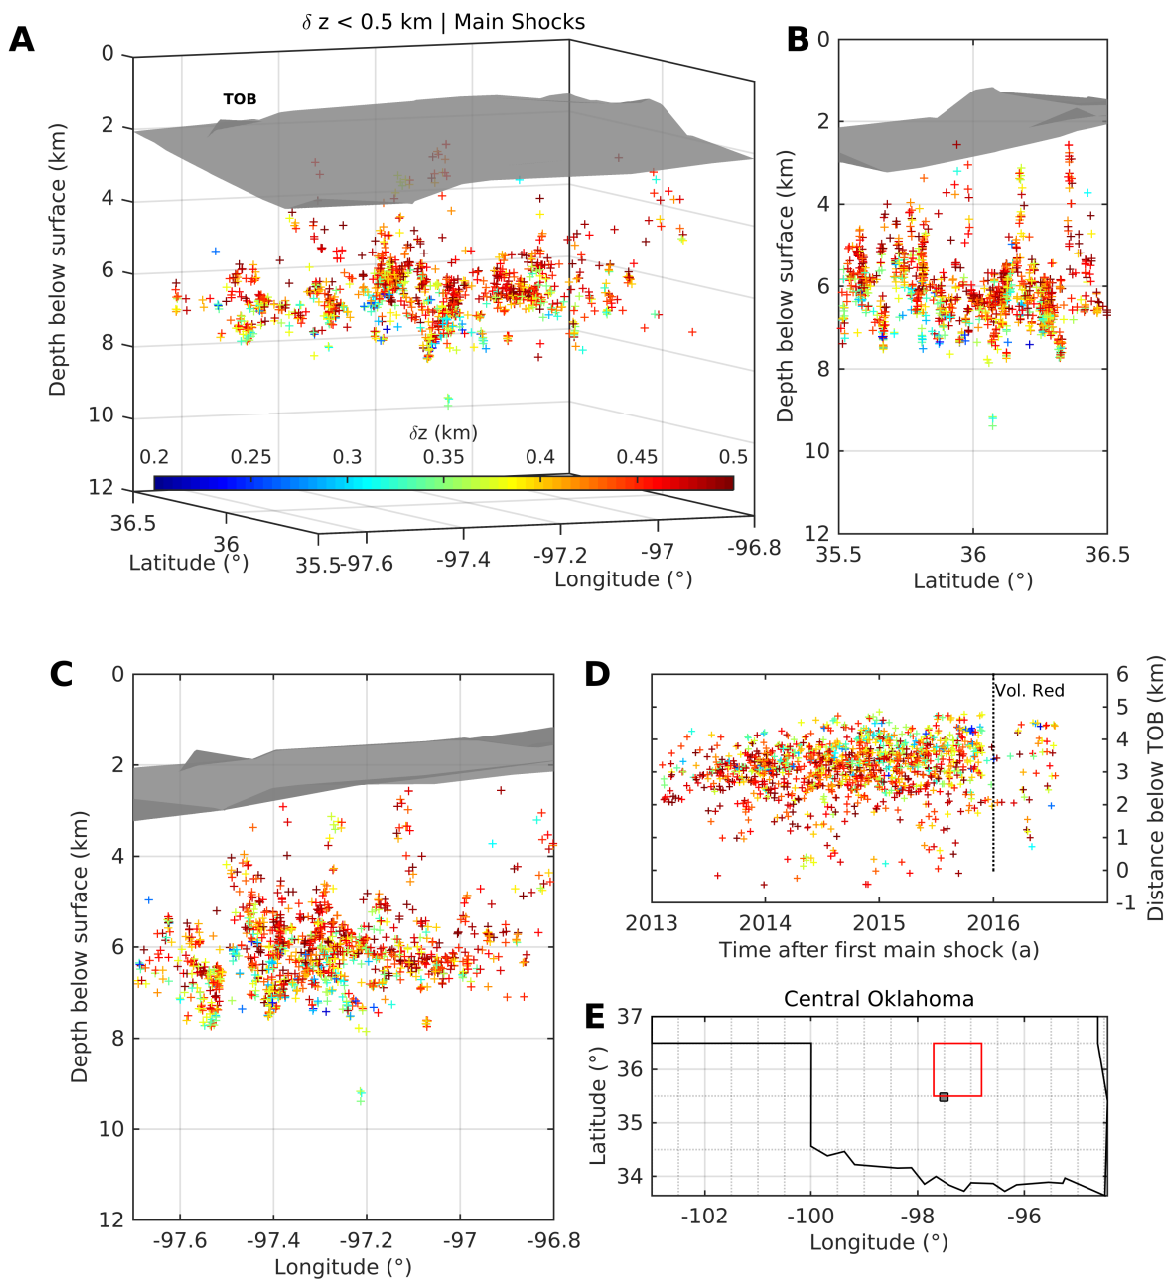 A
δ z < 0.5 km | Main Shocks
TOB
0
2
4
6
8
10
12
Depth below surface (km)
δz (km)
0.2 0.25 0.3 0.35 0.4 0.45 0.5
36.5
36
35.5
Latitude (°)
-97.6 -97.4 -97.2 -97 -96.8
Longitude (°)
B
0
2
4
6
8
10
12
Depth below surface (km)
35.5 36 36.5
Latitude (°)
C
0
2
4
6
8
10
12
Depth below surface (km)
-97.6 -97.4 -97.2 -97 -96.8
Longitude (°)
D
Vol. Red
6
5
4
3
2
1
0
-1
Distance below TOB (km)
2013 2014 2015 2016
Time after first main shock (a)
E
Central Oklahoma
37
36
35
34
Latitude (°)
-102 -100 -98 -96
Longitude (°)